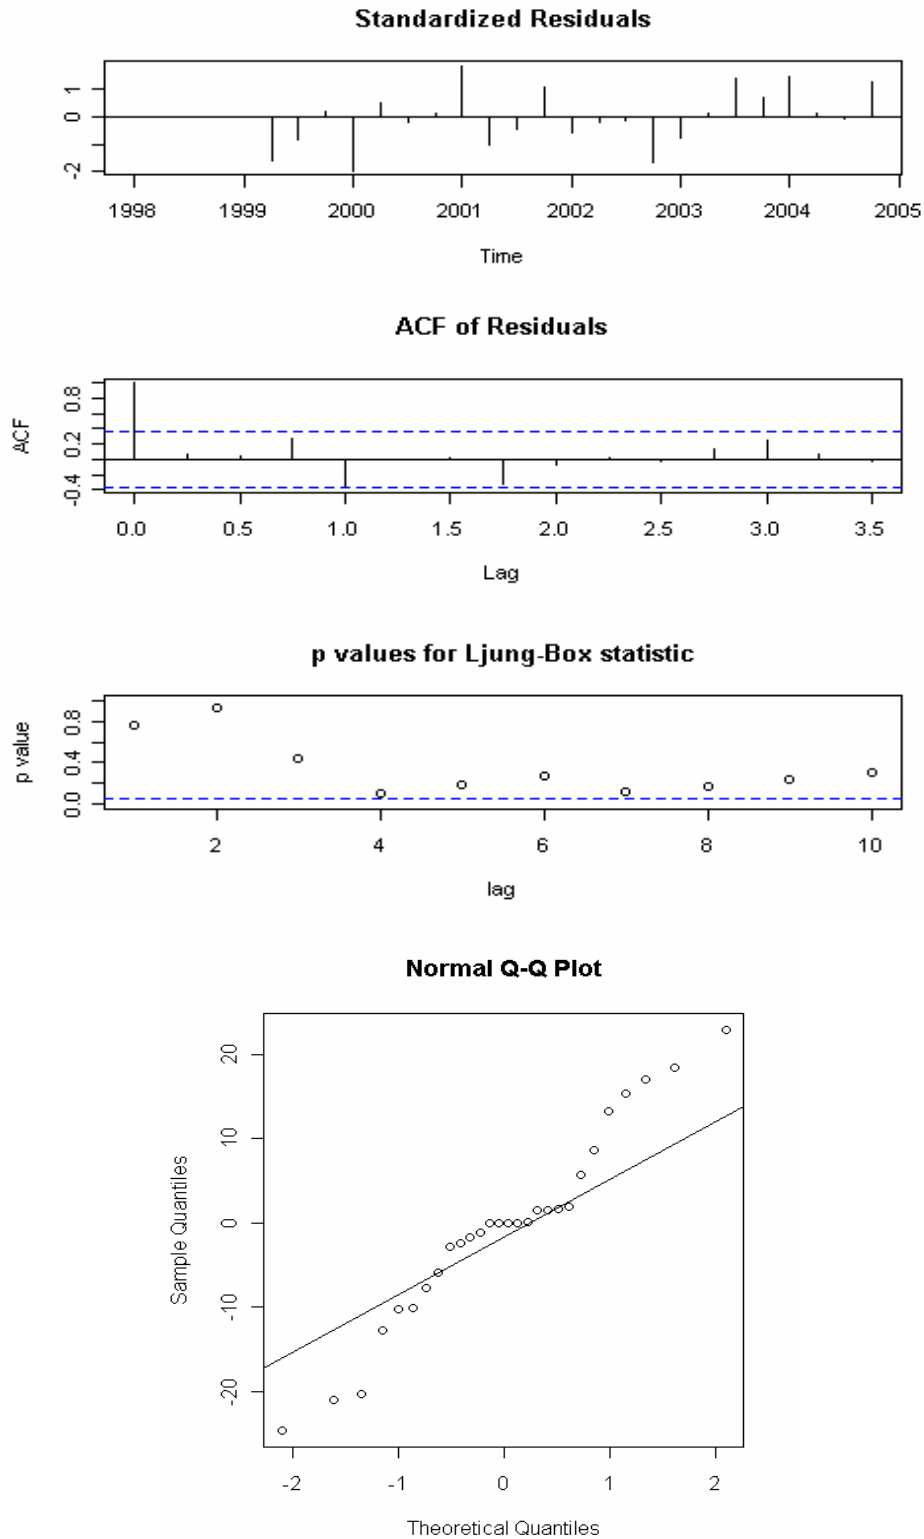 Standardized Residuals
1
0
-2
1998 1999 2000 2001 2002 2003 2004 2005
Time
ACF of Residuals
ACF
0.8
0.2
-0.4
0.0 0.5 1.0 1.5 2.0 2.5 3.0 3.5
Lag
p values for Ljung-Box statistic
p value
0.8
0.4
0.0
2 4 6 8 10
lag
Normal Q-Q Plot
Sample Quantiles
20
10
0
-10
-20
-2 -1 0 1 2
Theoretical Quantiles